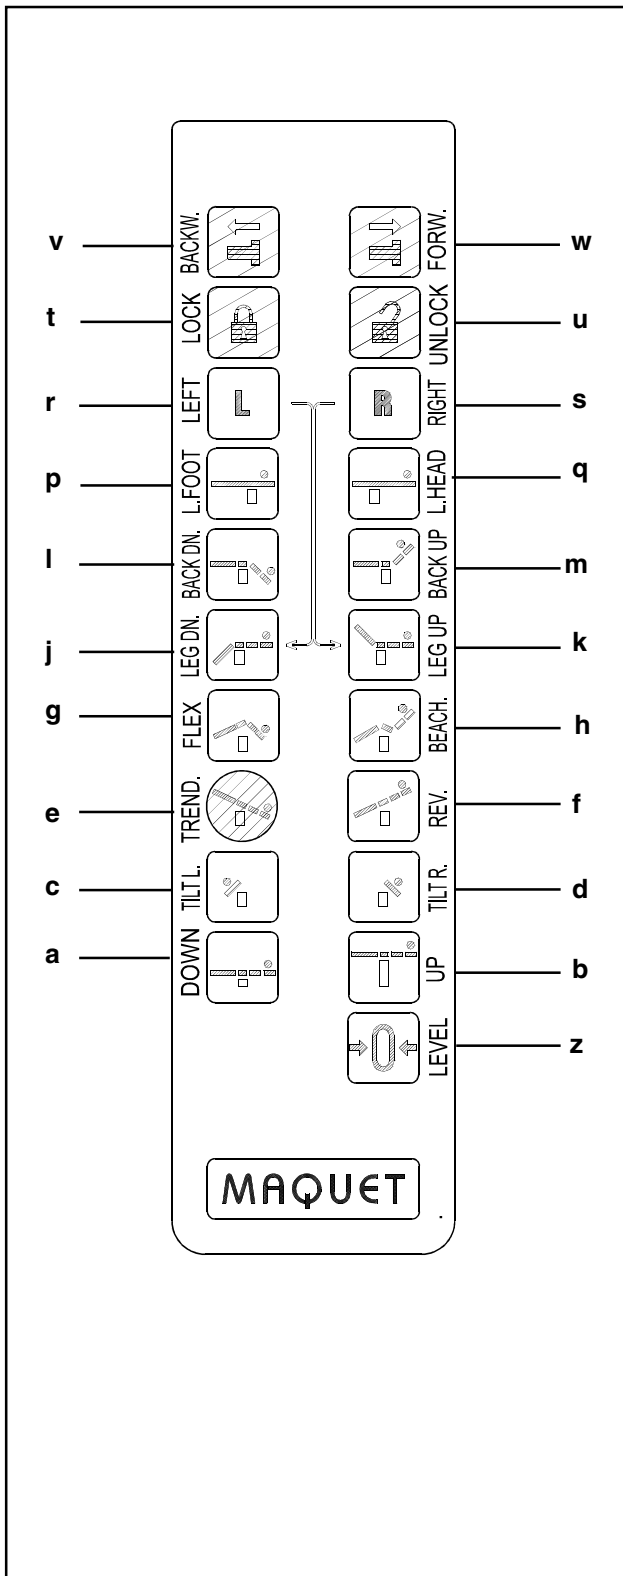 v BACKW. FORW. w
t LOCK UNLOCK u
r LEFT L R RIGHT s
p L.FOOT L.HEAD q
l BACK DN. BACK UP m
j LEG DN. LEG UP k
g FLEX BEACH. h
e TREND. REV. f
c TILT L. TILT R. d
a DOWN UP b
0 LEVEL z
MAQUET